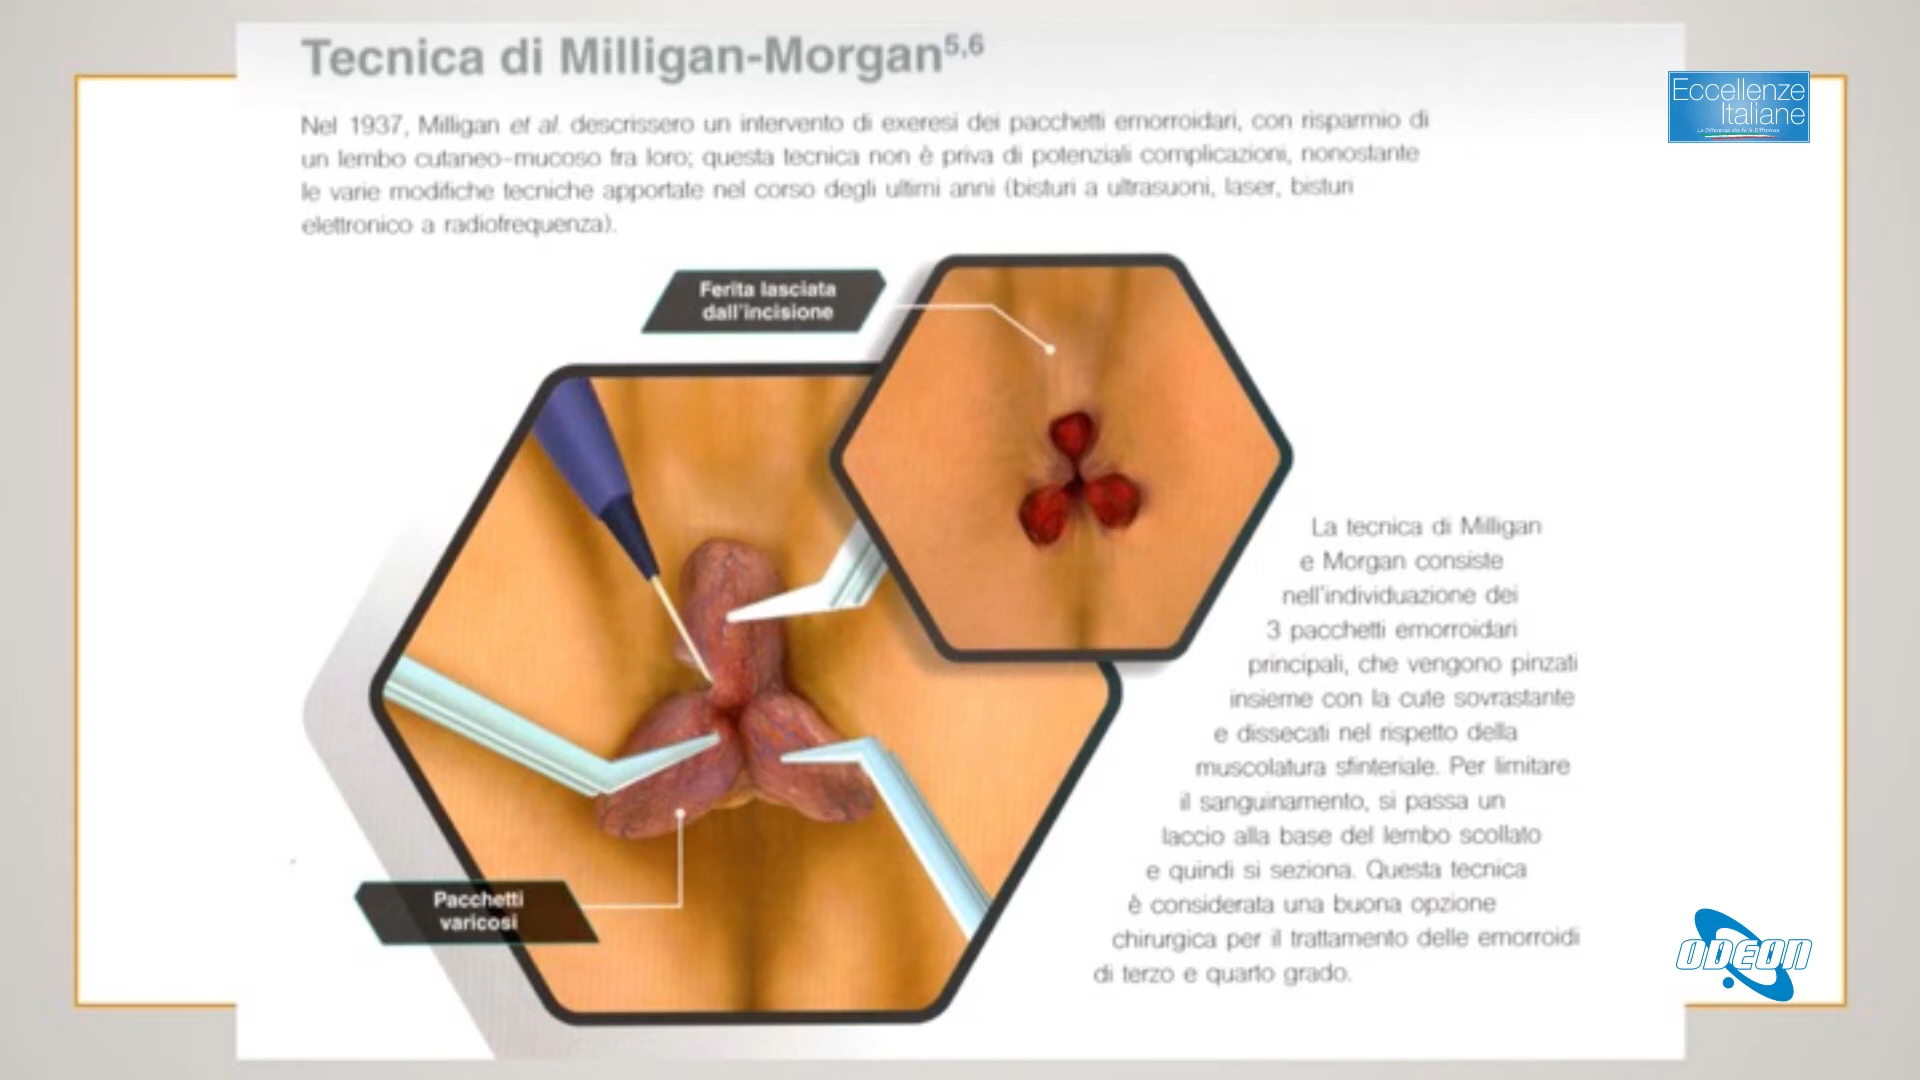 Tecnica di Milligan-Morgan5,6
Eccellenze
Italiane
La Differenza che fa la Differenza
Nel 1937, Milligan et al. descrissero un intervento di exeresi dei pacchetti emorroidari, con risparmio di
un lembo cutaneo-mucoso fra loro; questa tecnica non è priva di potenziali complicazioni, nonostante
le varie modifiche tecniche apportate nel corso degli ultimi anni (bisturi a ultrasuoni, laser, bisturi
elettronico a radiofrequenza).
Ferita lasciata
dall'incisione
La tecnica di Milligan
e Morgan consiste
nell'individuazione dei
3 pacchetti emorroidari
principali, che vengono pinzati
insieme con la cute sovrastante
e dissecati nel rispetto della
muscolatura sfinteriale. Per limitare
il sanguinamento, si passa un
laccio alla base del lembo scollato
e quindi si seziona. Questa tecnica
è considerata una buona opzione
chirurgica per il trattamento delle emorroidi
di terzo e quarto grado.
Pacchetti
varicosi
ODEON